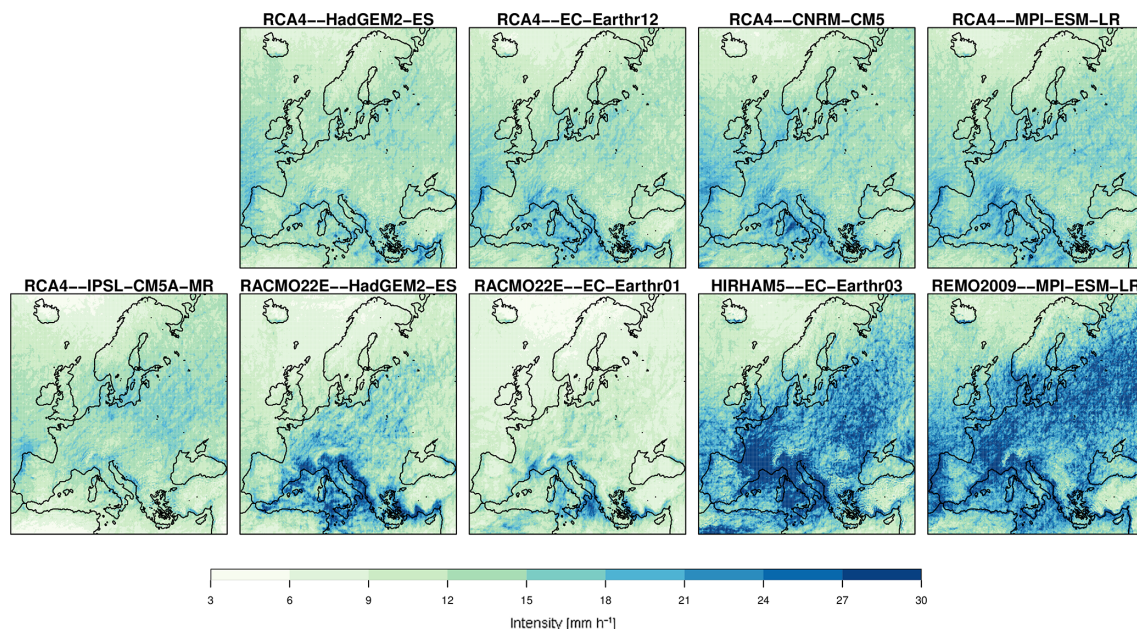 RCA4––HadGEM2–ES
RCA4––EC–Earthr12
RCA4––CNRM–CM5
RCA4––MPI–ESM–LR
RCA4––IPSL–CM5A–MR
RACMO22E––HadGEM2–ES
RACMO22E––EC–Earthr01
HIRHAM5––EC–Earthr03
REMO2009––MPI–ESM–LR
3 6 9 12 15 18 21 24 27 30
Intensity [mm h⁻¹]